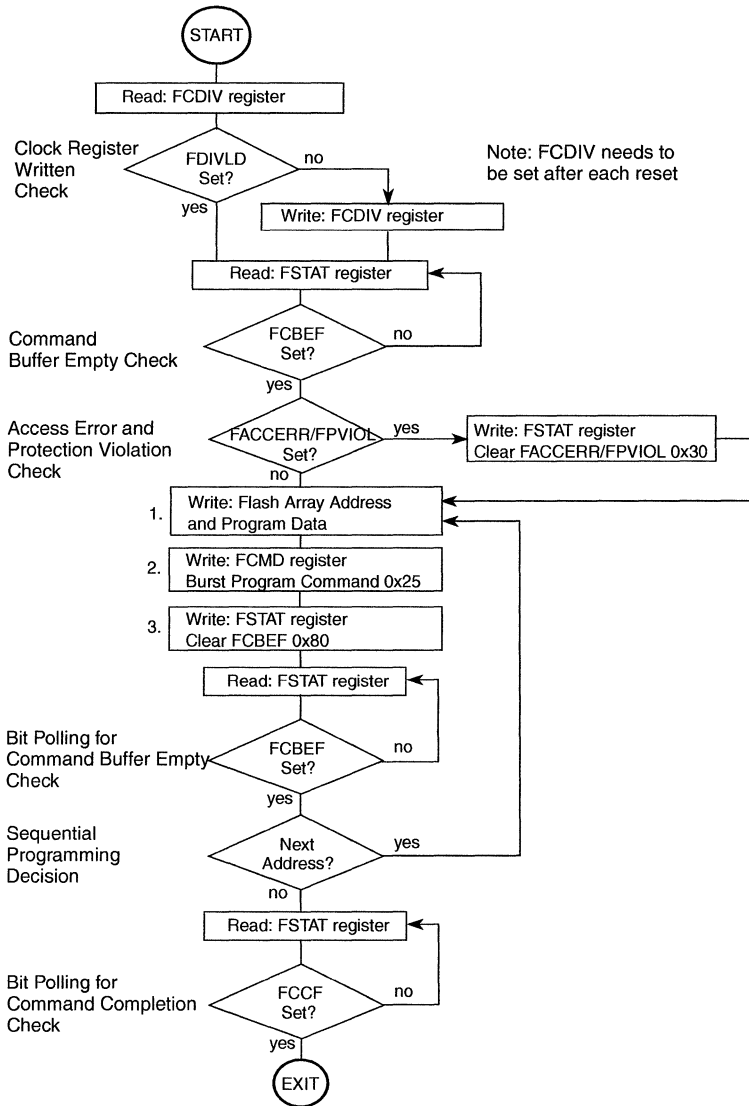 START
Read: FCDIV register
Clock Register
Written
Check
FDIVLD
Set?
no
yes
Note: FCDIV needs to
be set after each reset
Write: FCDIV register
Read: FSTAT register
Command
Buffer Empty Check
FCBEF
Set?
no
yes
Access Error and
Protection Violation
Check
FACCERR/FPVIOL
Set?
yes
no
Write: FSTAT register
Clear FACCERR/FPVIOL 0x30
1.
Write: Flash Array Address
and Program Data
2.
Write: FCMD register
Burst Program Command 0x25
3.
Write: FSTAT register
Clear FCBEF 0x80
Read: FSTAT register
Bit Polling for
Command Buffer Empty
Check
FCBEF
Set?
no
yes
Sequential
Programming
Decision
Next
Address?
yes
no
Read: FSTAT register
Bit Polling for
Command Completion
Check
FCCF
Set?
no
yes
EXIT